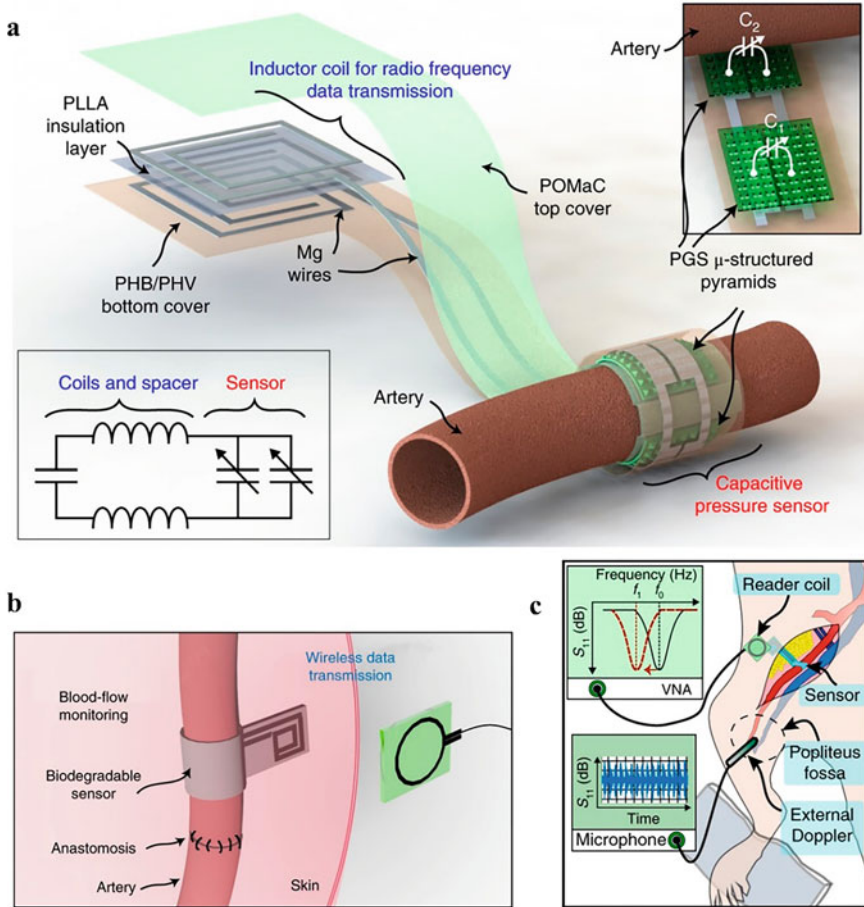 a
Inductor coil for radio frequency
data transmission
PLLA
insulation
layer
POMaC
top cover
Mg
wires
PHB/PHV
bottom cover
Artery
C2
C1
PGS μ-structured
pyramids
Coils and spacer
Sensor
Artery
Capacitive
pressure sensor
b
Wireless data
transmission
Blood-flow
monitoring
Biodegradable
sensor
Anastomosis
Artery
Skin
c
Frequency (Hz)
f1 f0
S11 (dB)
VNA
Reader coil
Sensor
Popliteus
fossa
External
Doppler
S11 (dB)
Time
Microphone